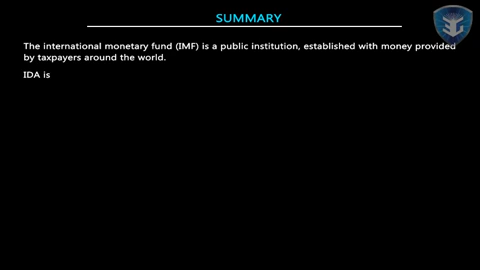 SUMMARY
The international monetary fund (IMF) is a public institution, established with money provided
by taxpayers around the world.
IDA is